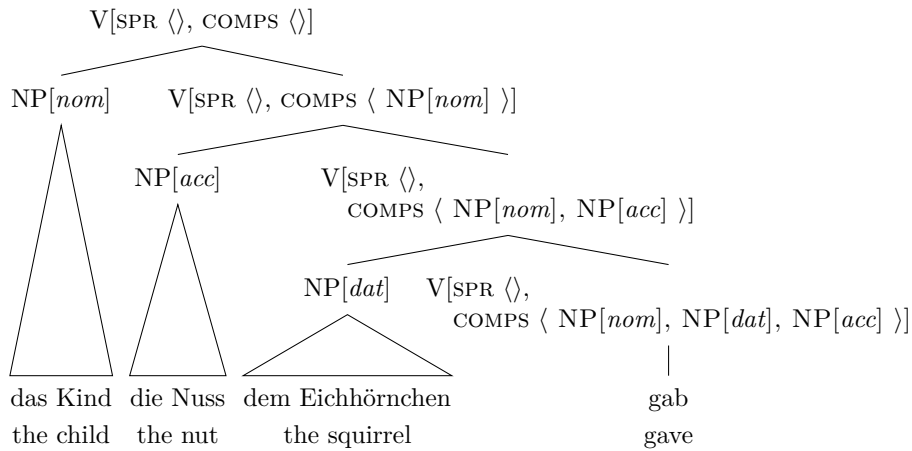 V[SPR ⟨⟩, COMPS ⟨⟩]
NP[nom] V[SPR ⟨⟩, COMPS ⟨ NP[nom] ⟩]
NP[acc] V[SPR ⟨⟩,
COMPS ⟨ NP[nom], NP[acc] ⟩]
NP[dat] V[SPR ⟨⟩,
COMPS ⟨ NP[nom], NP[dat], NP[acc] ⟩]
das Kind die Nuss dem Eichhörnchen gab
the child the nut the squirrel gave